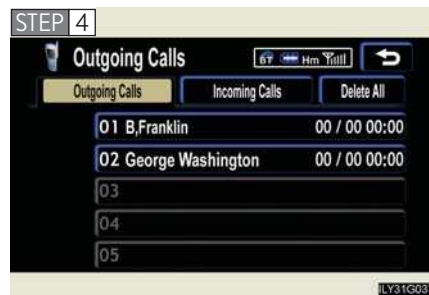 STEP 4
Outgoing Calls BT Hm
Outgoing Calls Incoming Calls Delete All
01 B,Franklin 00 / 00 00:00
02 George Washington 00 / 00 00:00
03
04
05
ILY31G03